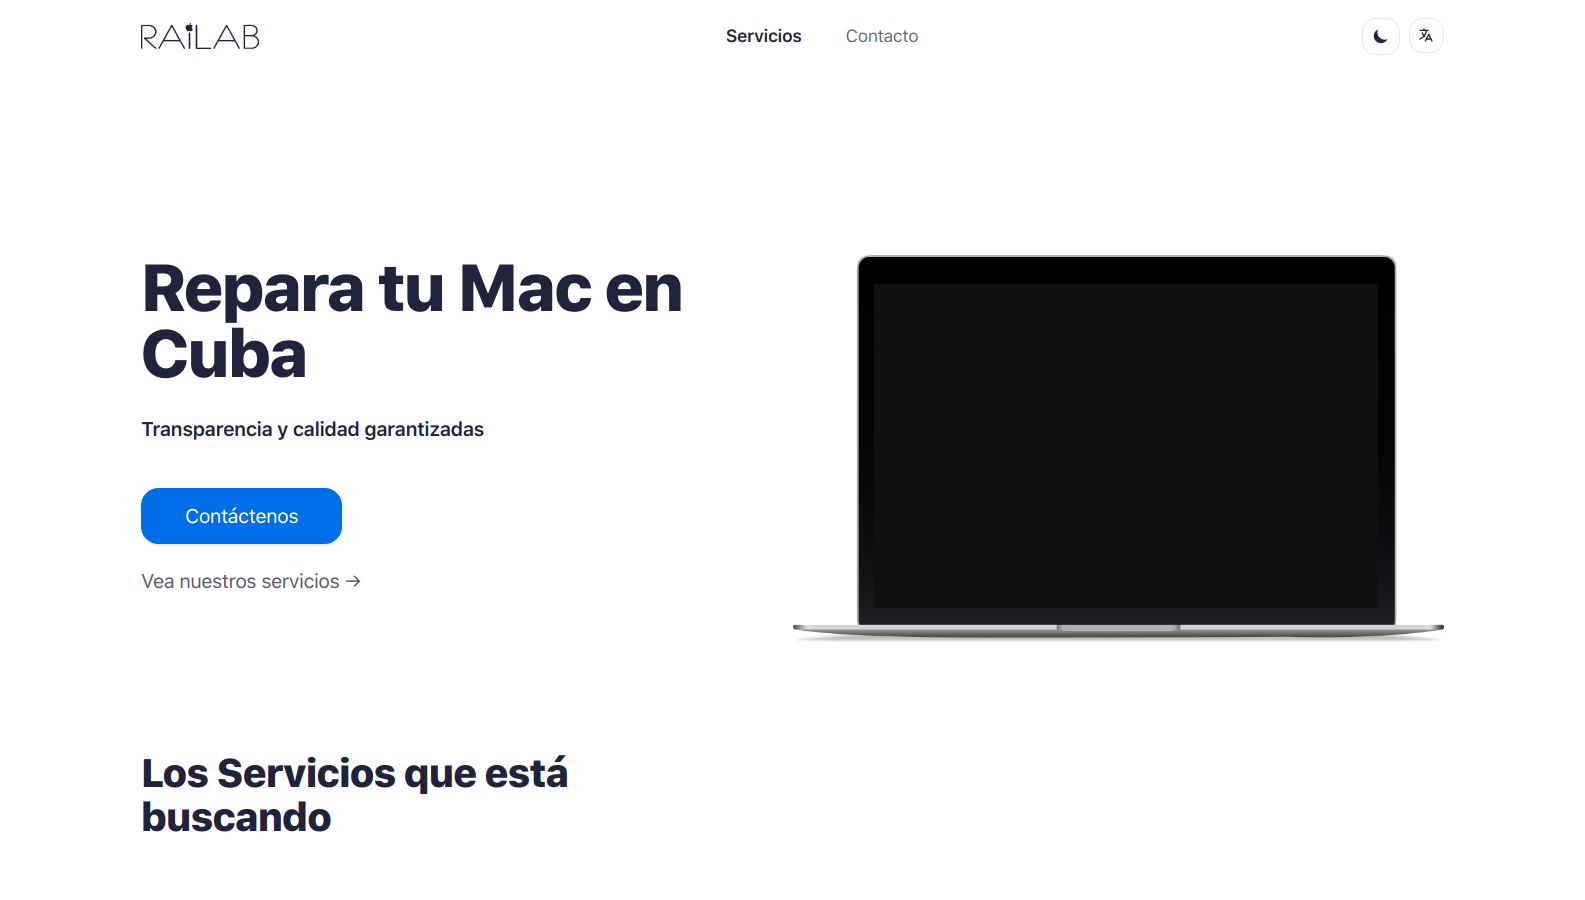 RAiLAB
Servicios
Contacto
Repara tu Mac en
Cuba
Transparencia y calidad garantizadas
Contáctenos
Vea nuestros servicios →
Los Servicios que está
buscando